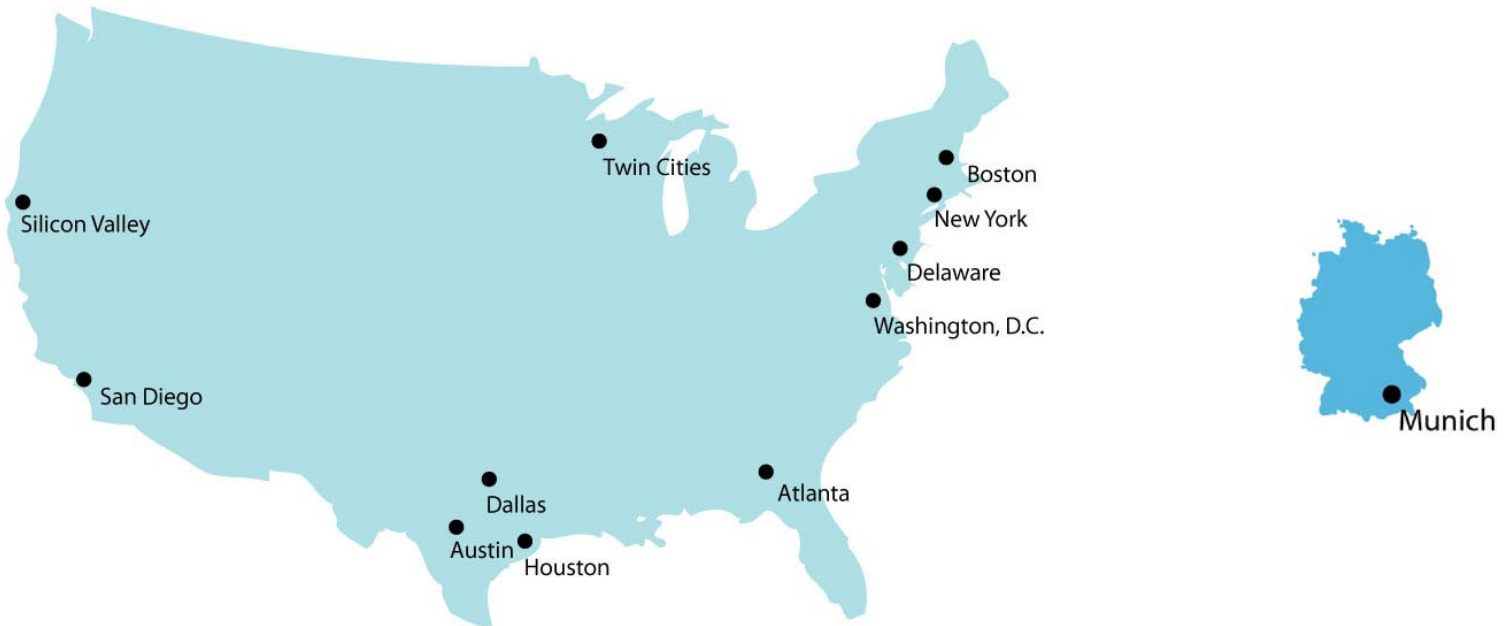 Twin Cities
Boston
New York
Silicon Valley
Delaware
Washington, D.C.
San Diego
Munich
Atlanta
Dallas
Austin
Houston